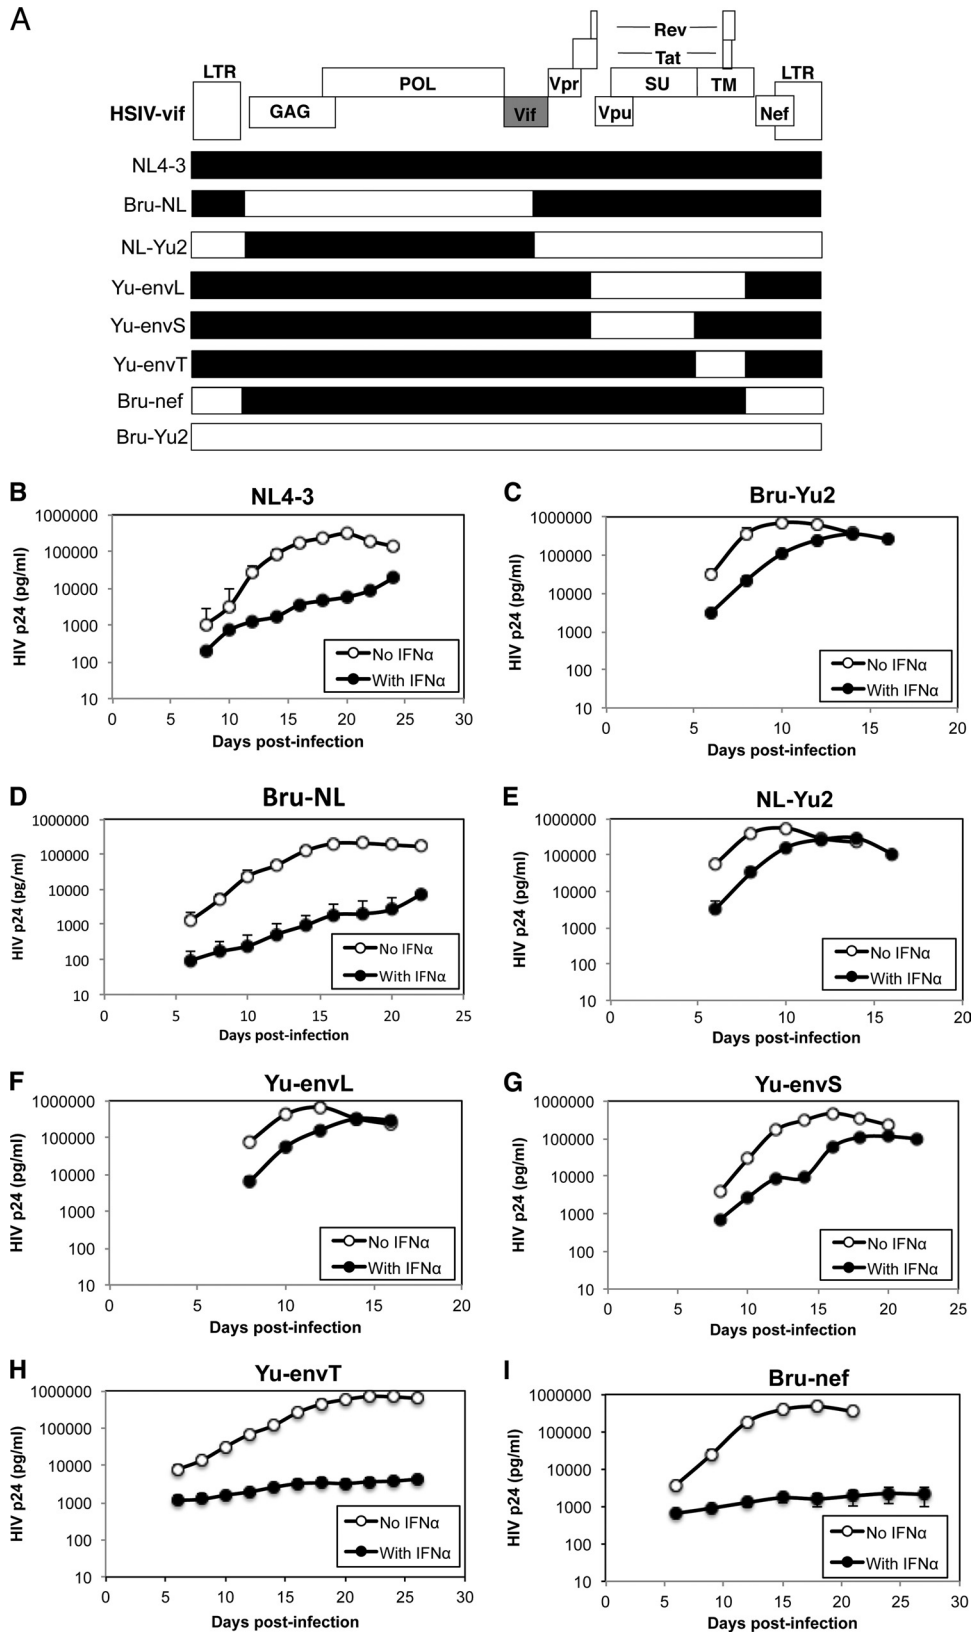 A
Rev
Tat
LTR
POL
Vpr
SU
TM
LTR
HSIV-vif
GAG
Vif
Vpu
Nef
NL4-3
Bru-NL
NL-Yu2
Yu-envL
Yu-envS
Yu-envT
Bru-nef
Bru-Yu2
B
NL4-3
HIV p24 (pg/ml)
1000000
100000
10000
1000
100
10
No IFNα
With IFNα
0 5 10 15 20 25 30
Days post-infection
C
Bru-Yu2
HIV p24 (pg/ml)
1000000
100000
10000
1000
100
10
No IFNα
With IFNα
0 5 10 15 20
Days post-infection
D
Bru-NL
HIV p24 (pg/ml)
1000000
100000
10000
1000
100
10
No IFNα
With IFNα
0 5 10 15 20 25
Days post-infection
E
NL-Yu2
HIV p24 (pg/ml)
1000000
100000
10000
1000
100
10
No IFNα
With IFNα
0 5 10 15 20
Days post-infection
F
Yu-envL
HIV p24 (pg/ml)
1000000
100000
10000
1000
100
10
No IFNα
With IFNα
0 5 10 15 20
Days post-infection
G
Yu-envS
HIV p24 (pg/ml)
1000000
100000
10000
1000
100
10
No IFNα
With IFNα
0 5 10 15 20 25
Days post-infection
H
Yu-envT
HIV p24 (pg/ml)
1000000
100000
10000
1000
100
10
No IFNα
With IFNα
0 5 10 15 20 25 30
Days post-infection
I
Bru-nef
HIV p24 (pg/ml)
1000000
100000
10000
1000
100
10
No IFNα
With IFNα
0 5 10 15 20 25 30
Days post-infection